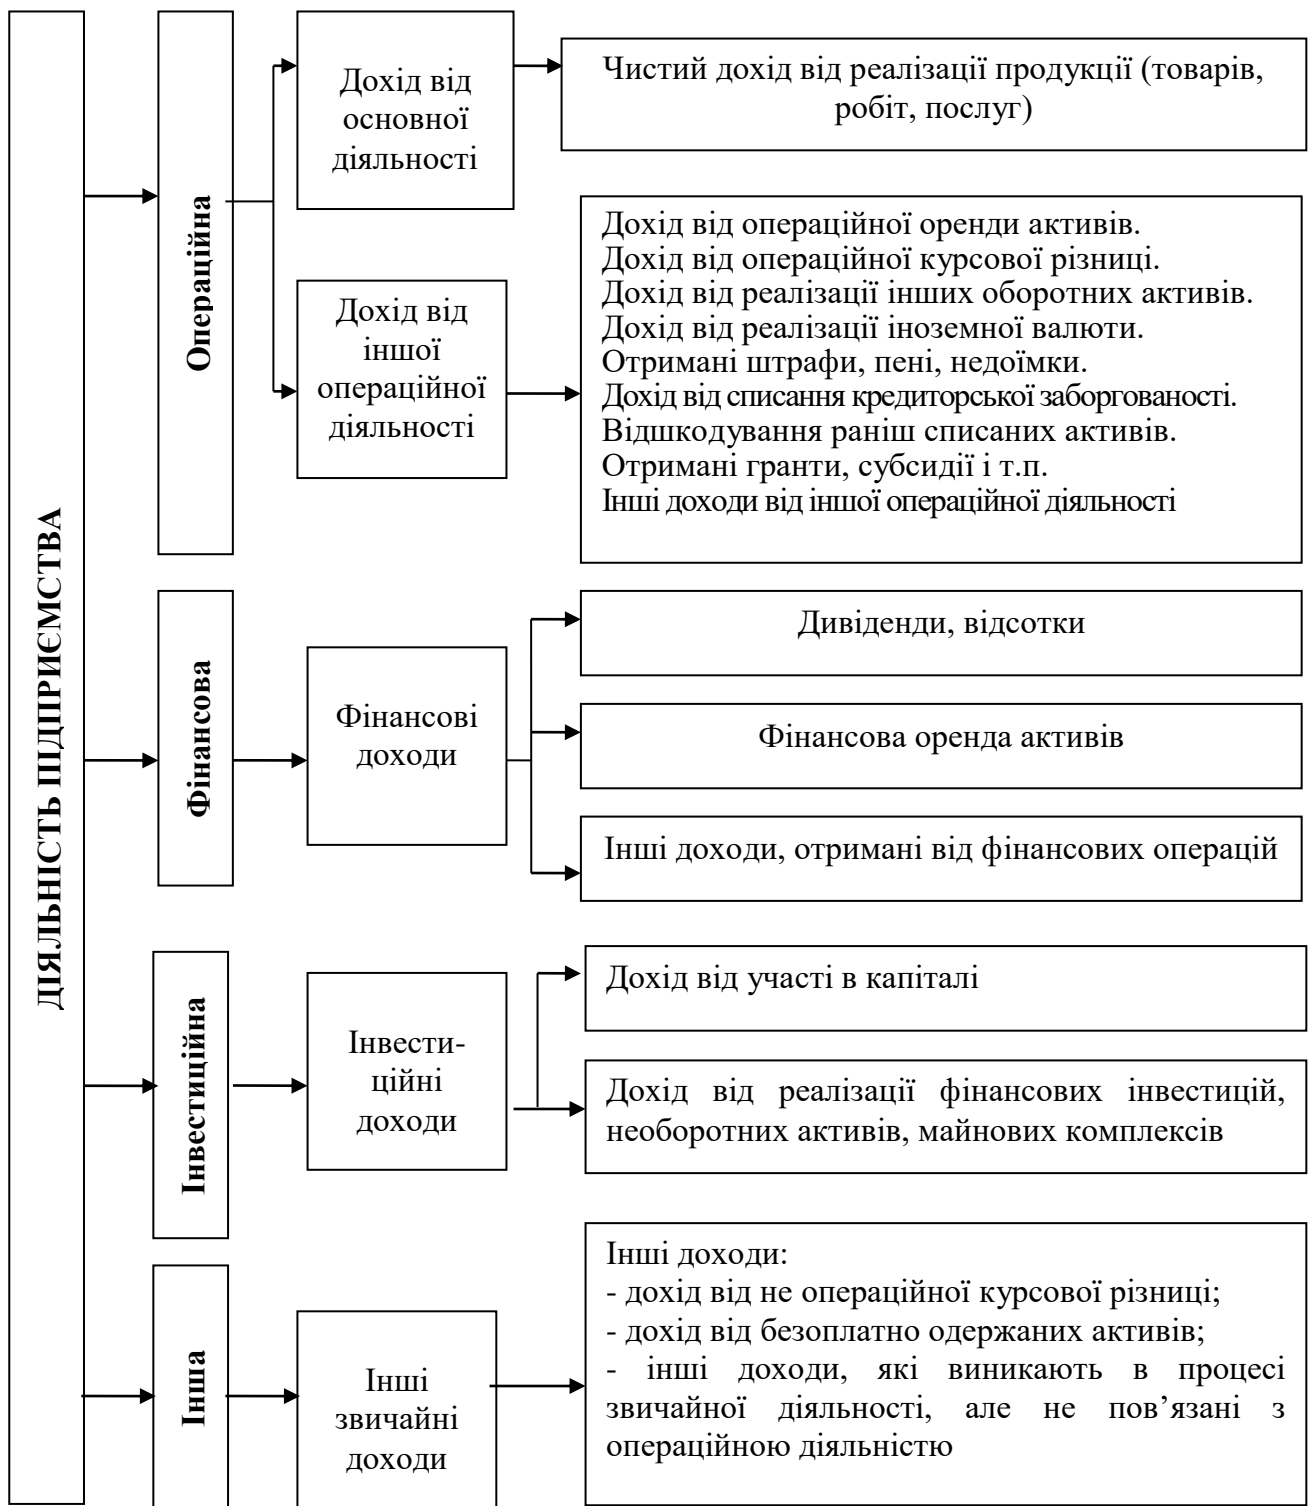 ДІЯЛЬНІСТЬ ПІДПРИЄМСТВА
Операційна
Дохід від
основної
діяльності
Чистий дохід від реалізації продукції (товарів,
робіт, послуг)
Дохід від
іншої
операційної
діяльності
Дохід від операційної оренди активів.
Дохід від операційної курсової різниці.
Дохід від реалізації інших оборотних активів.
Дохід від реалізації іноземної валюти.
Отримані штрафи, пені, недоїмки.
Дохід від списання кредиторської заборгованості.
Відшкодування раніш списаних активів.
Отримані гранти, субсидії і т.п.
Інші доходи від іншої операційної діяльності
Фінансова
Фінансові
доходи
Дивіденди, відсотки
Фінансова оренда активів
Інші доходи, отримані від фінансових операцій
Інвестиційна
Інвести-
ційні
доходи
Дохід від участі в капіталі
Дохід від реалізації фінансових інвестицій,
необоротних активів, майнових комплексів
Інша
Інші
звичайні
доходи
Інші доходи:
- дохід від не операційної курсової різниці;
- дохід від безоплатно одержаних активів;
- інші доходи, які виникають в процесі
звичайної діяльності, але не пов’язані з
операційною діяльністю